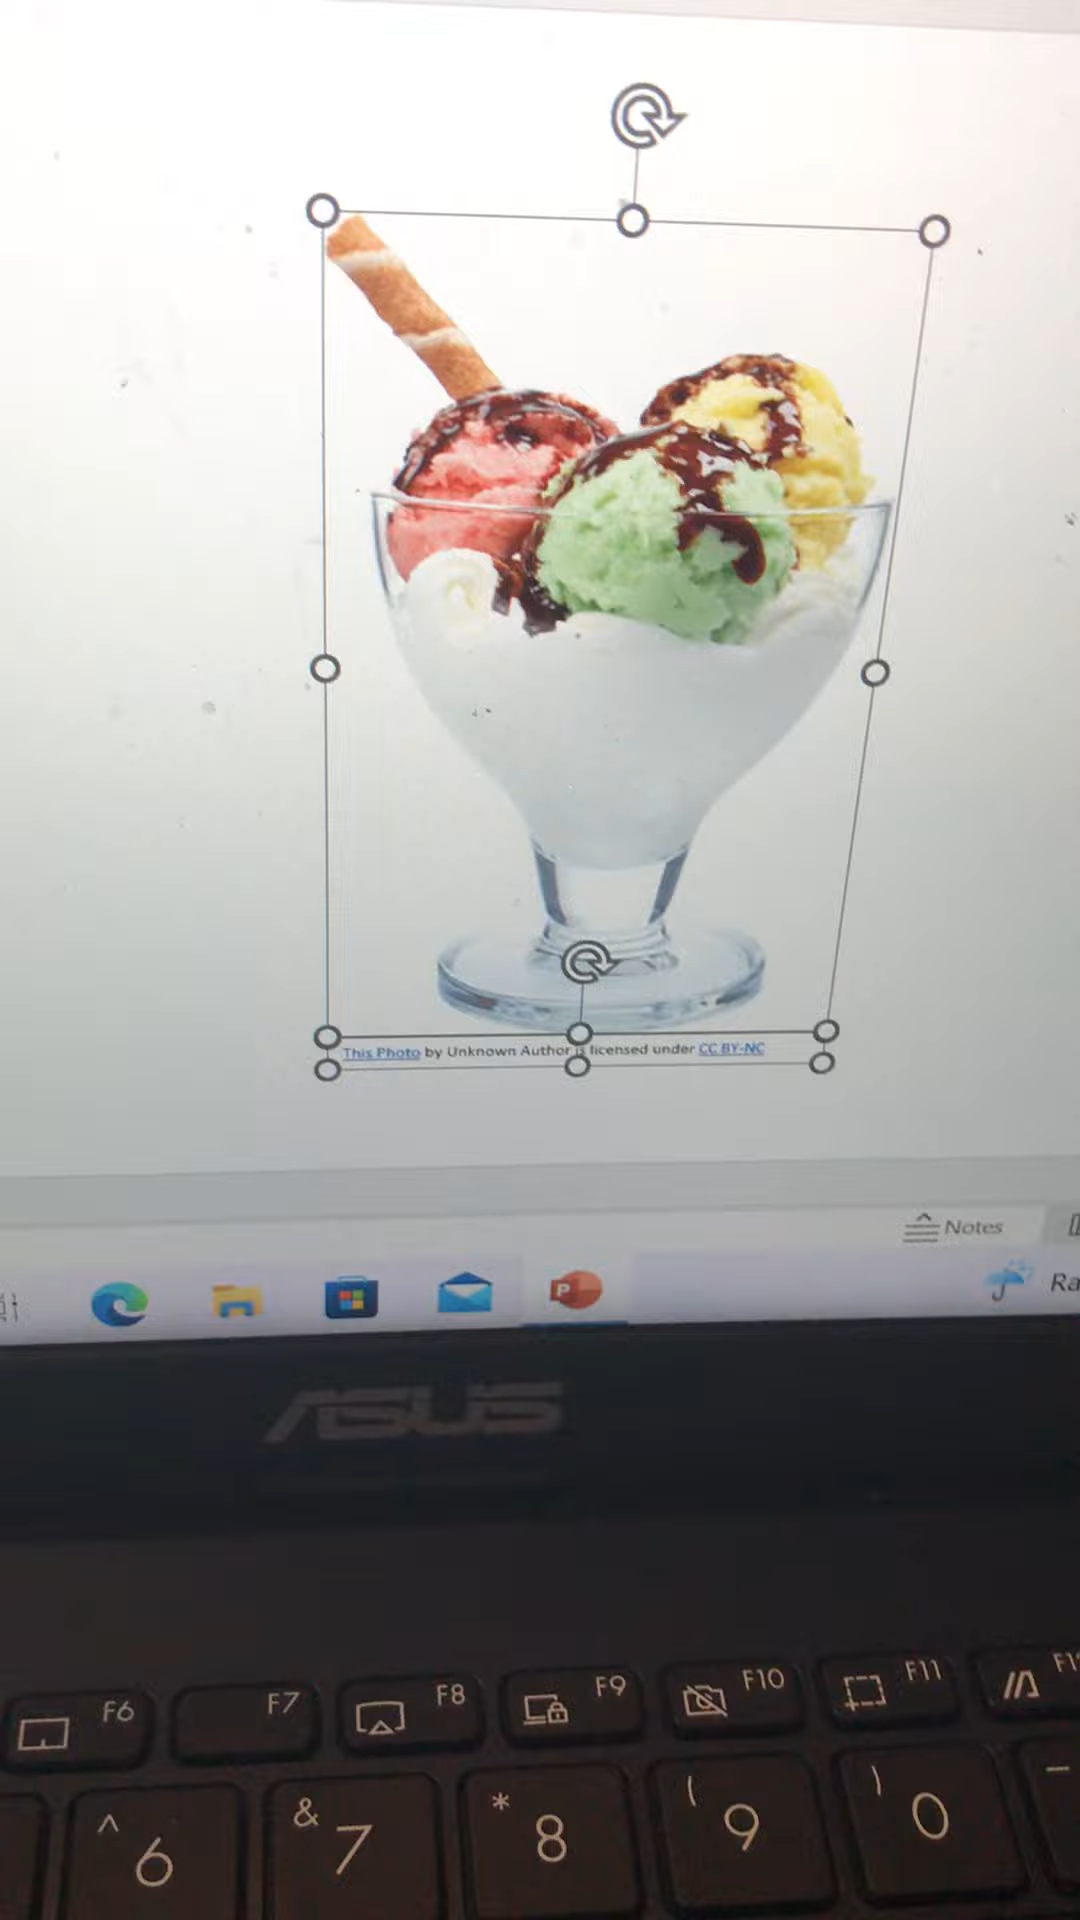 This Photo by Unknown Author is licensed under CC BY-NC
Notes
P
ASUS
F6
F7
F8
F9
F10
F11
^ 6
& 7
* 8
( 9
) 0